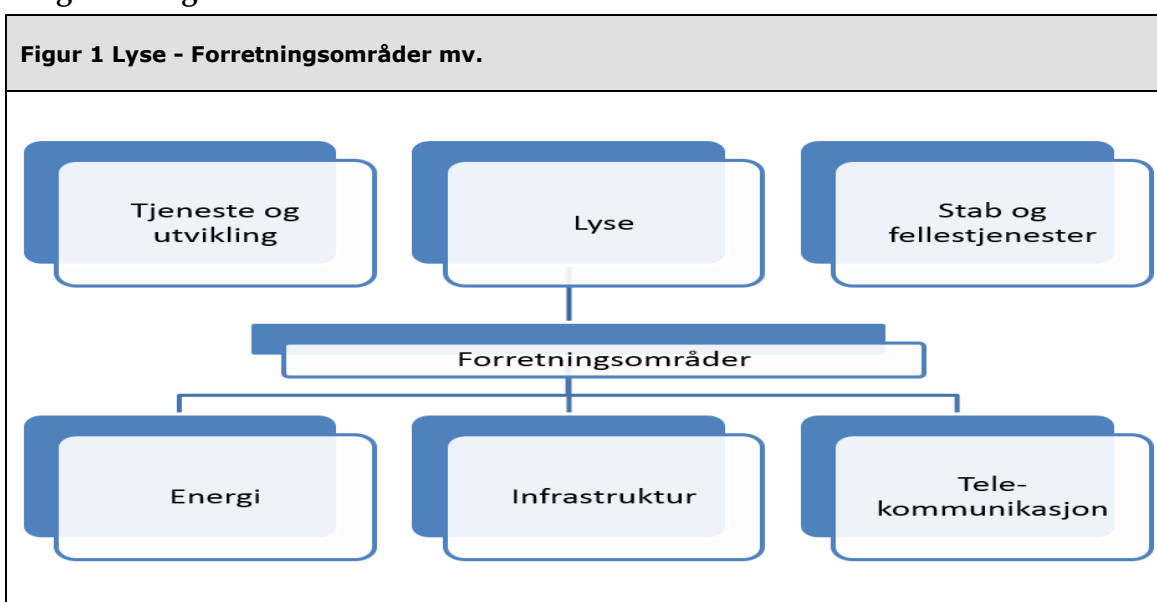 Figur 1 Lyse - Forretningsområder mv.
Tjeneste og
utvikling
Lyse
Stab og
fellestjenester
Forretningsområder
Energi
Infrastruktur
Tele-
kommunikasjon